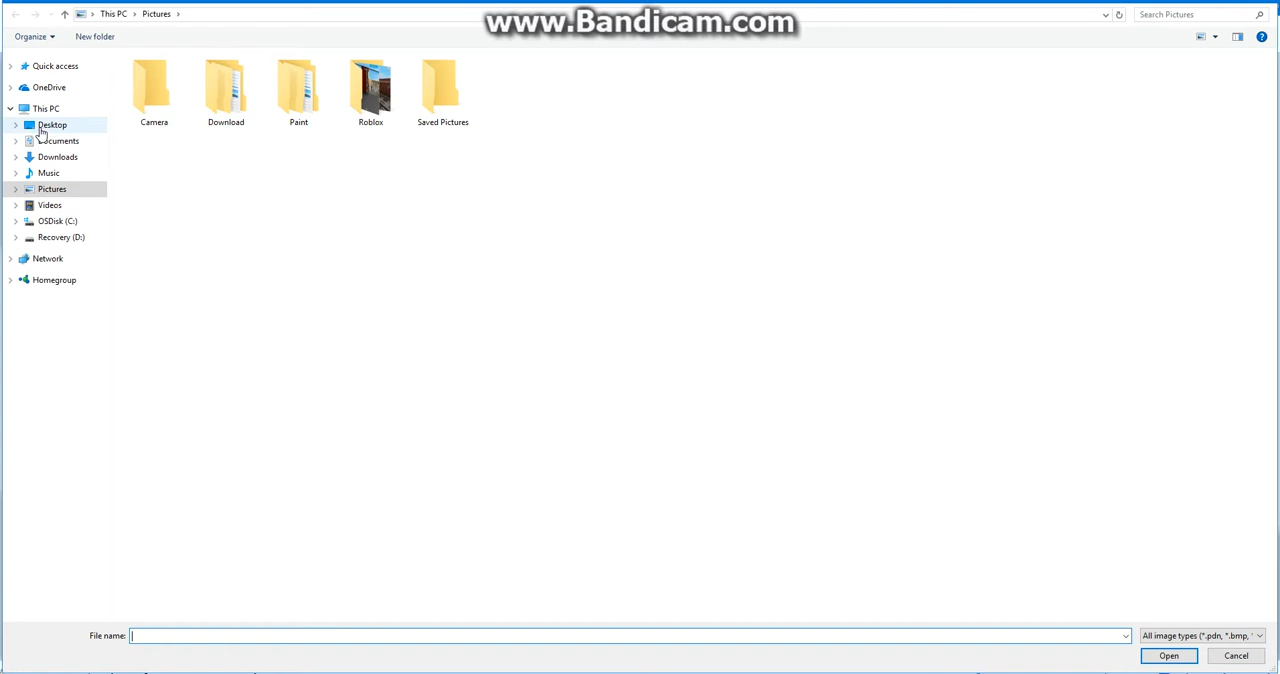 This PC > Pictures >
www.Bandicam.com
Search Pictures
Organize
New folder
Quick access
OneDrive
This PC
Desktop
Documents
Downloads
Music
Pictures
Videos
OSDisk (C:)
Recovery (D:)
Network
Homegroup
Camera
Download
Paint
Roblox
Saved Pictures
File name:
All image types (*.pdn, *.bmp, *
Open
Cancel